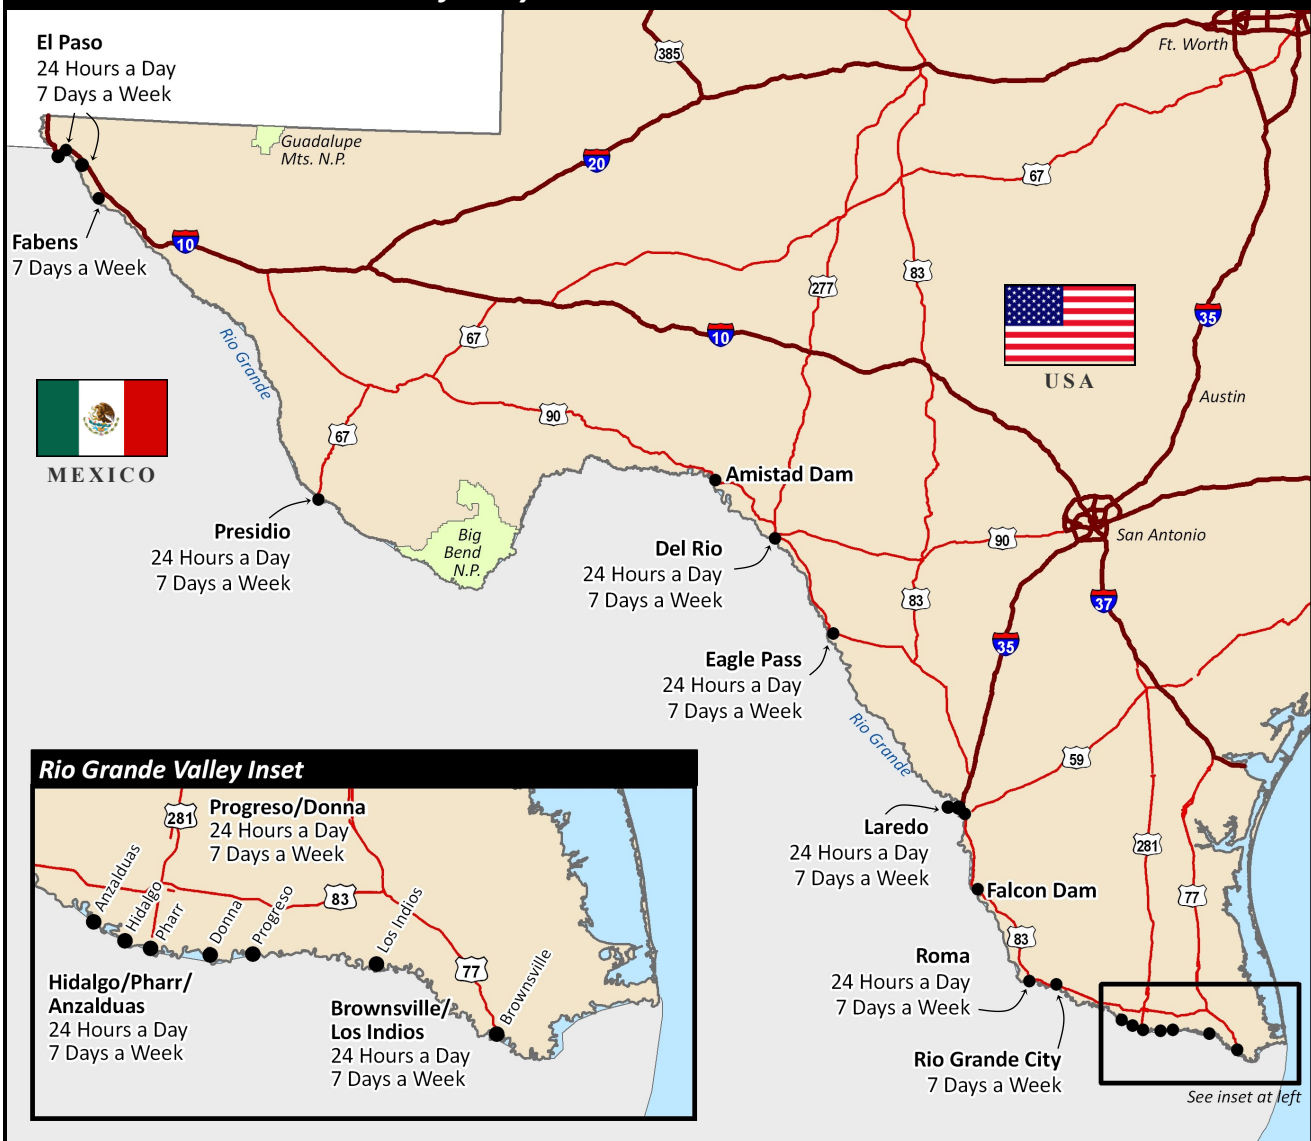 El Paso
24 Hours a Day
7 Days a Week
385
Ft. Worth
Guadalupe
Mts. N.P.
20
67
Fabens
7 Days a Week
10
277
83
Rio Grande
67
10
35
USA
MEXICO
Austin
90
67
Amistad Dam
Presidio
24 Hours a Day
7 Days a Week
Big
Bend
N.P.
Del Rio
24 Hours a Day
7 Days a Week
90
San Antonio
83
37
35
Eagle Pass
24 Hours a Day
7 Days a Week
Rio Grande
59
Laredo
24 Hours a Day
7 Days a Week
281
77
Falcon Dam
83
Roma
24 Hours a Day
7 Days a Week
Rio Grande City
7 Days a Week
See inset at left
Rio Grande Valley Inset
281
Progreso/Donna
24 Hours a Day
7 Days a Week
Anzalduas
Hidalgo
Pharr
Donna
Progreso
83
Los Indios
77
Brownsville
Hidalgo/Pharr/
Anzalduas
24 Hours a Day
7 Days a Week
Brownsville/
Los Indios
24 Hours a Day
7 Days a Week